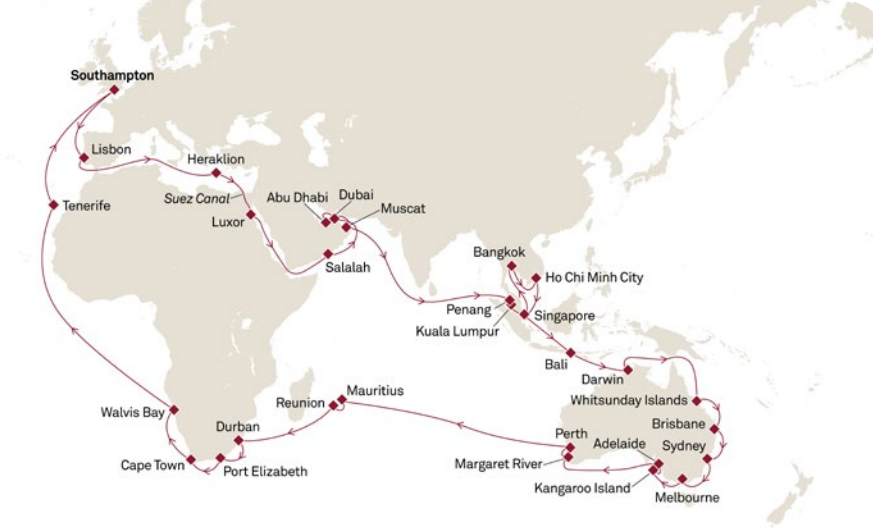 Southampton
Lisbon
Heraklion
Suez Canal
Abu Dhabi
Dubai
Tenerife
Luxor
Muscat
Salalah
Bangkok
Ho Chi Minh City
Penang
Singapore
Kuala Lumpur
Bali
Darwin
Mauritius
Reunion
Whitsunday Islands
Walvis Bay
Durban
Brisbane
Perth
Adelaide
Sydney
Cape Town
Port Elizabeth
Margaret River
Kangaroo Island
Melbourne